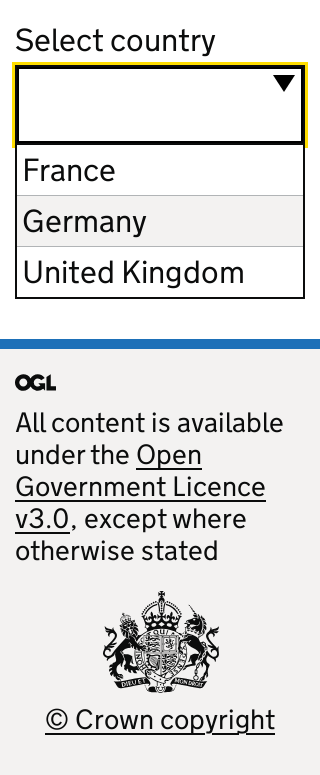 Select country
France
Germany
United Kingdom
OGL
All content is available
under the Open
Government Licence
v3.0, except where
otherwise stated
DIEU ET MON DROIT
© Crown copyright